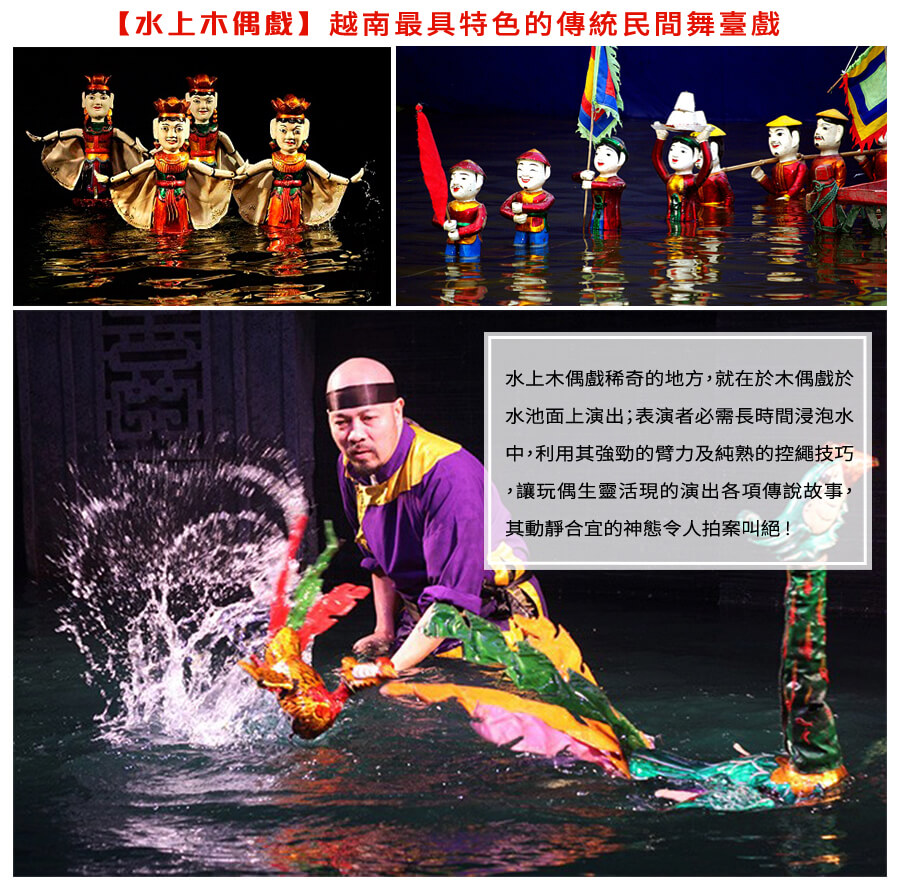 【水上木偶戲】越南最具特色的傳統民間舞臺戲
水上木偶戲稀奇的地方，就在於木偶戲於
水池面上演出；表演者必需長時間浸泡水
中，利用其強勁的臂力及純熟的控繩技巧
，讓玩偶生靈活現的演出各項傳說故事，
其動靜合宜的神態令人拍案叫絕！